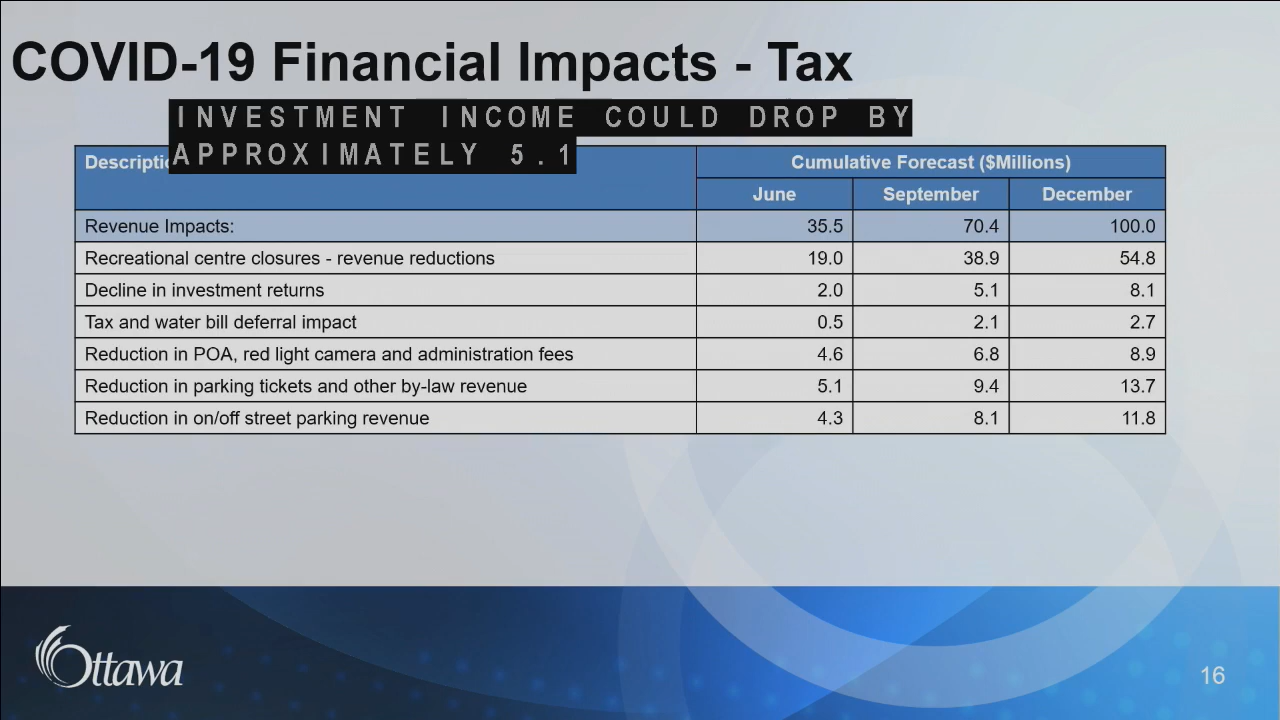 COVID-19 Financial Impacts - Tax
INVESTMENT INCOME COULD DROP BY
APPROXIMATELY 5.1
Cumulative Forecast ($Millions)
June September December
Revenue Impacts: 35.5 70.4 100.0
Recreational centre closures - revenue reductions 19.0 38.9 54.8
Decline in investment returns 2.0 5.1 8.1
Tax and water bill deferral impact 0.5 2.1 2.7
Reduction in POA, red light camera and administration fees 4.6 6.8 8.9
Reduction in parking tickets and other by-law revenue 5.1 9.4 13.7
Reduction in on/off street parking revenue 4.3 8.1 11.8
Ottawa
16